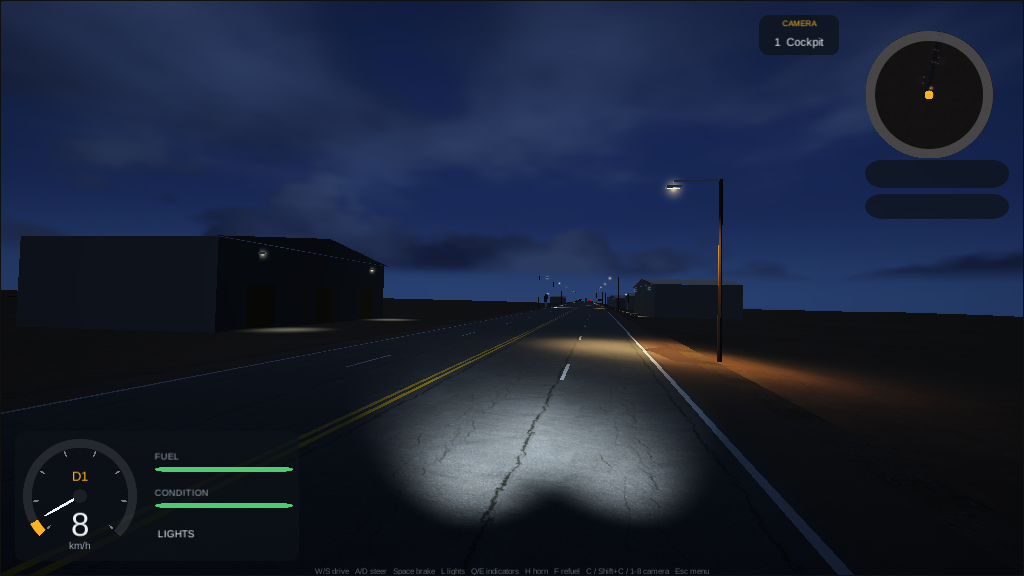 CAMERA
1 Cockpit
D1
8
km/h
FUEL
CONDITION
LIGHTS
W/S drive A/D steer Space brake L lights Q/E indicators H horn F refuel C / Shift+C / 1-8 camera Esc menu